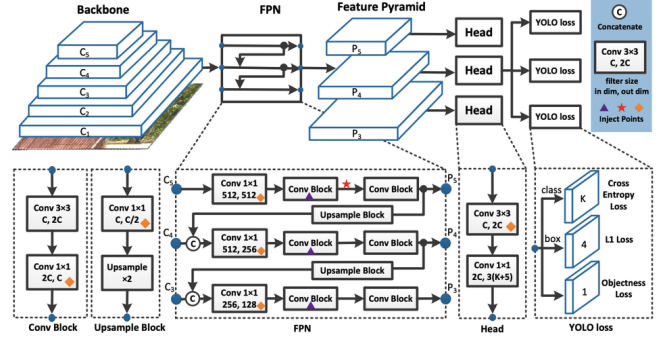 Backbone
FPN
Feature Pyramid
C5
C4
C3
C2
C1
P5
P4
P3
Head
Head
Head
YOLO loss
YOLO loss
YOLO loss
C
Concatenate
Conv 3×3
C, 2C
filter size
in dim, out dim
Inject Points
Conv 3×3
C, 2C
Conv 1×1
2C, C
Conv Block
Conv 1×1
C, C/2
Upsample
×2
Upsample Block
C5
Conv 1×1
512, 512
Conv Block
Conv Block
P5
Upsample Block
C4
C
Conv 1×1
512, 256
Conv Block
Conv Block
P4
Upsample Block
C3
C
Conv 1×1
256, 128
Conv Block
Conv Block
P3
FPN
Conv 3×3
C, 2C
Conv 1×1
2C, 3(K+5)
Head
class
K
Cross
Entropy
Loss
box
4
L1 Loss
1
Objectness
Loss
YOLO loss